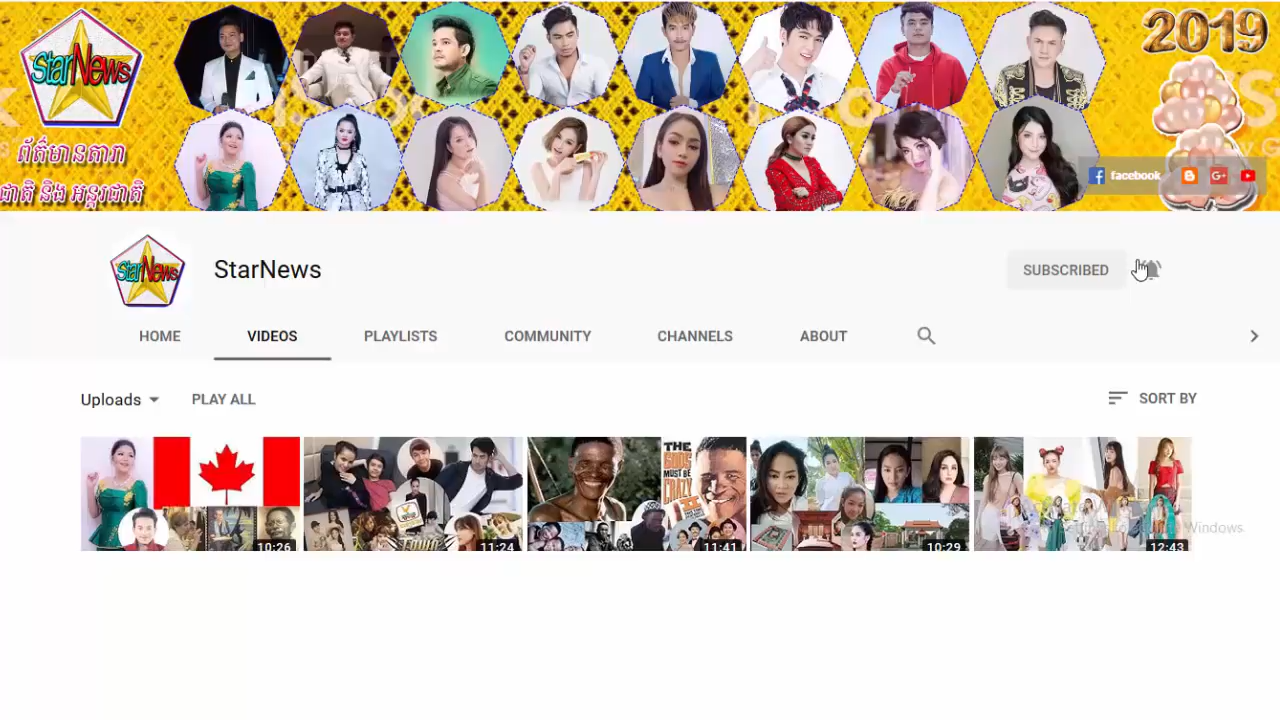 StarNews
2019
ព័ត៌មានតារា
ជាតិ និង អន្តរជាតិ
facebook
StarNews
StarNews
SUBSCRIBED
HOME VIDEOS PLAYLISTS COMMUNITY CHANNELS ABOUT
Uploads PLAY ALL SORT BY
THE
GODS
MUST BE
CRAZY
II
10:26 11:24 11:41 10:29 12:43
Windows.